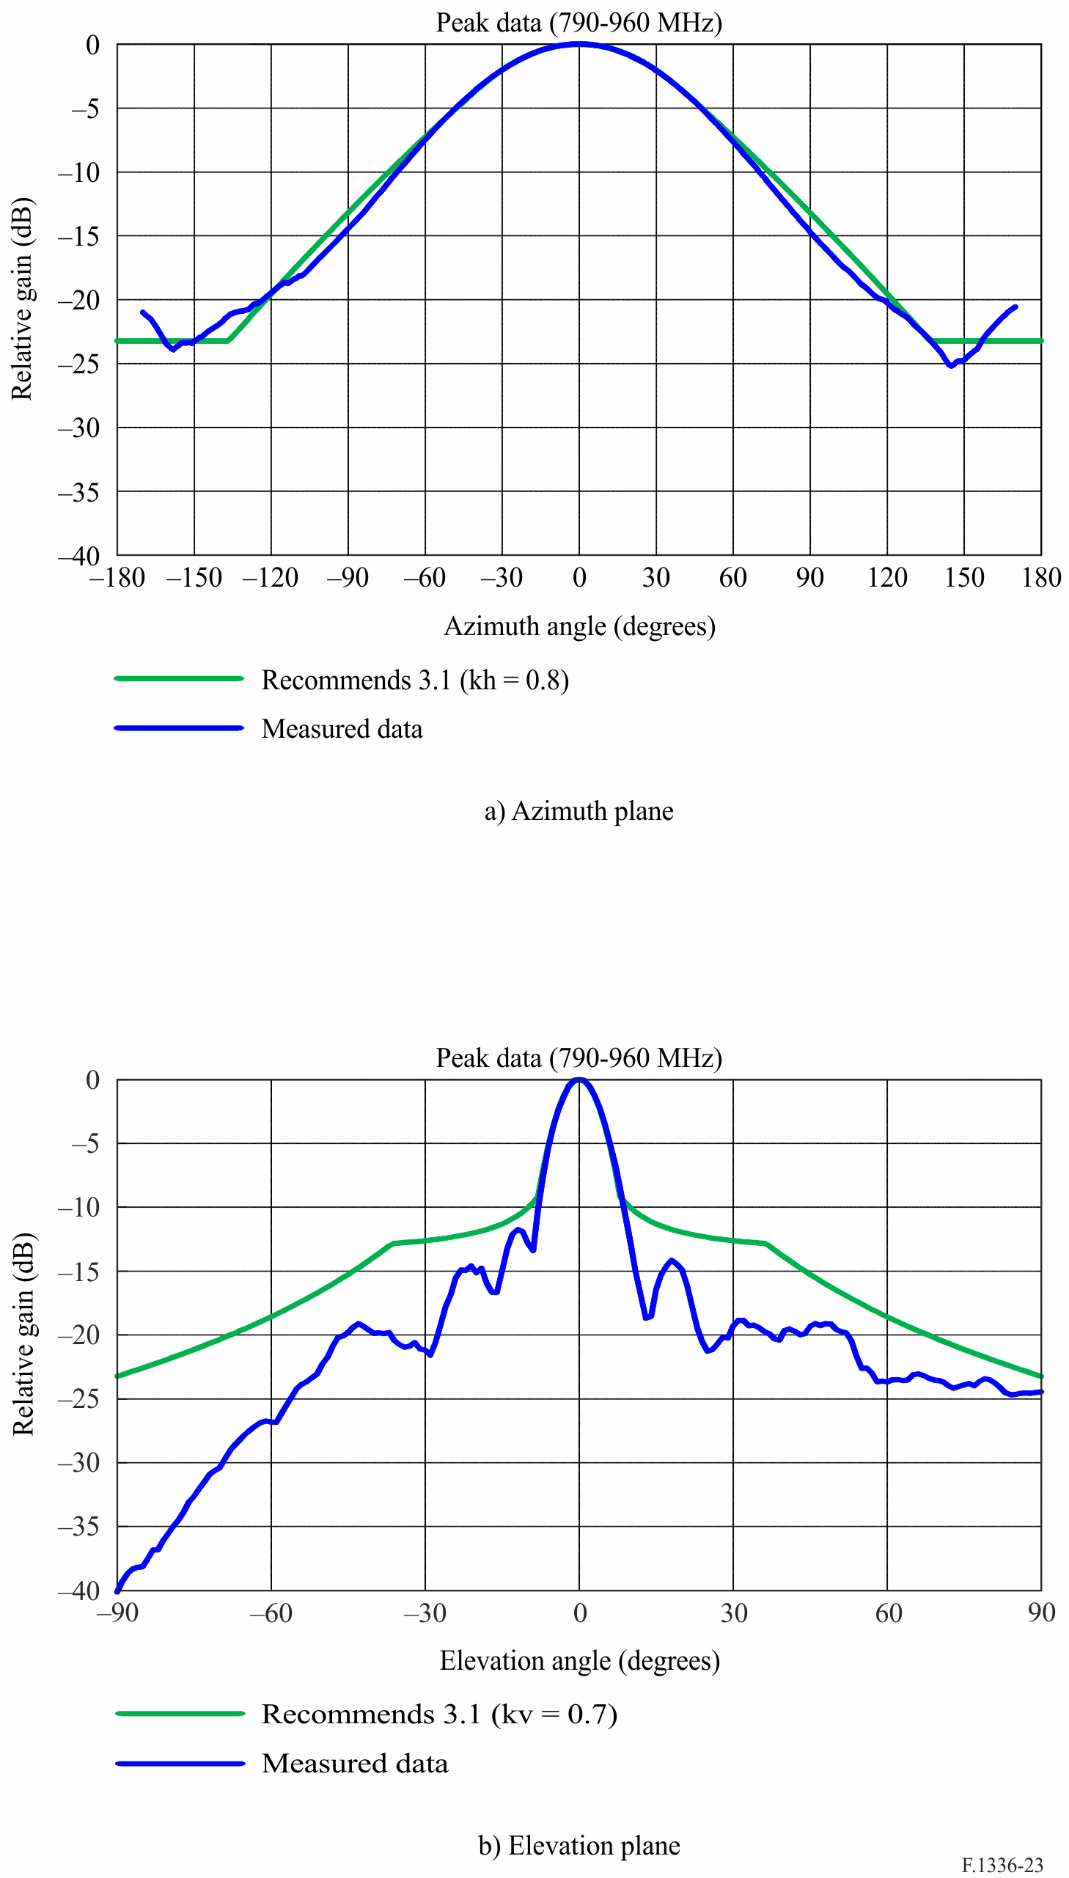 Peak data (790-960 MHz)
0
–5
–10
–15
–20
–25
–30
–35
–40
Relative gain (dB)
–180 –150 –120 –90 –60 –30 0 30 60 90 120 150 180
Azimuth angle (degrees)
Recommends 3.1 (kh = 0.8)
Measured data
a) Azimuth plane
Peak data (790-960 MHz)
0
–5
–10
–15
–20
–25
–30
–35
–40
Relative gain (dB)
–90 –60 –30 0 30 60 90
Elevation angle (degrees)
Recommends 3.1 (kv = 0.7)
Measured data
b) Elevation plane
F.1336-23